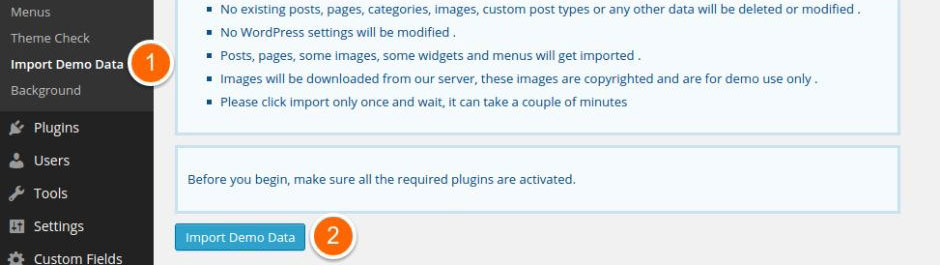 Menus
Theme Check
Import Demo Data
1
Background
Plugins
Users
Tools
Settings
Custom Fields
No existing posts, pages, categories, images, custom post types or any other data will be deleted or modified .
No WordPress settings will be modified .
Posts, pages, some images, some widgets and menus will get imported .
Images will be downloaded from our server, these images are copyrighted and are for demo use only .
Please click import only once and wait, it can take a couple of minutes
Before you begin, make sure all the required plugins are activated.
Import Demo Data
2